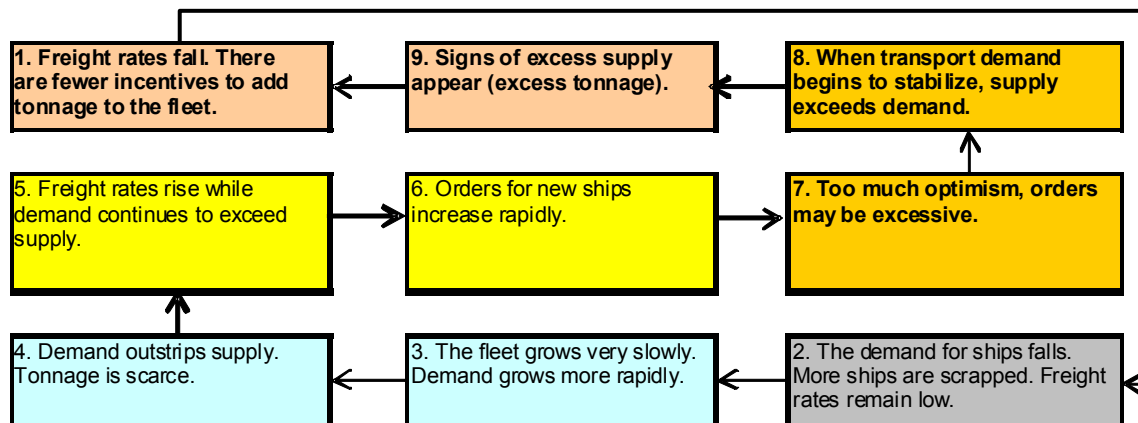 1. Freight rates fall. There
are fewer incentives to add
tonnage to the fleet.
9. Signs of excess supply
appear (excess tonnage).
8. When transport demand
begins to stabilize, supply
exceeds demand.
5. Freight rates rise while
demand continues to exceed
supply.
6. Orders for new ships
increase rapidly.
7. Too much optimism, orders
may be excessive.
4. Demand outstrips supply.
Tonnage is scarce.
3. The fleet grows very slowly.
Demand grows more rapidly.
2. The demand for ships falls.
More ships are scrapped. Freight
rates remain low.